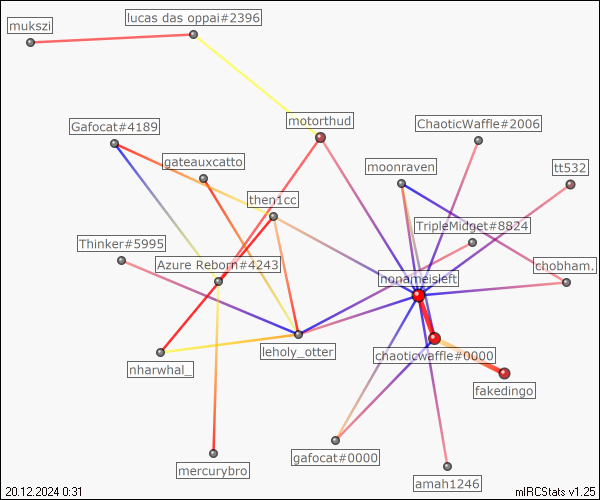 lucas das oppai#2396
mukszi
motorthud
ChaoticWaffle#2006
Gafocat#4189
gateauxcatto
moonraven
tt532
then1cc
TripleMidget#8824
Thinker#5995
Azure Reborn#4243
nonameisleft
chobham.
leholy_otter
chaoticwaffle#0000
nharwhal_
fakedingo
mercurybro
gafocat#0000
amah1246
20.12.2024 0:31
mIRCStats v1.25